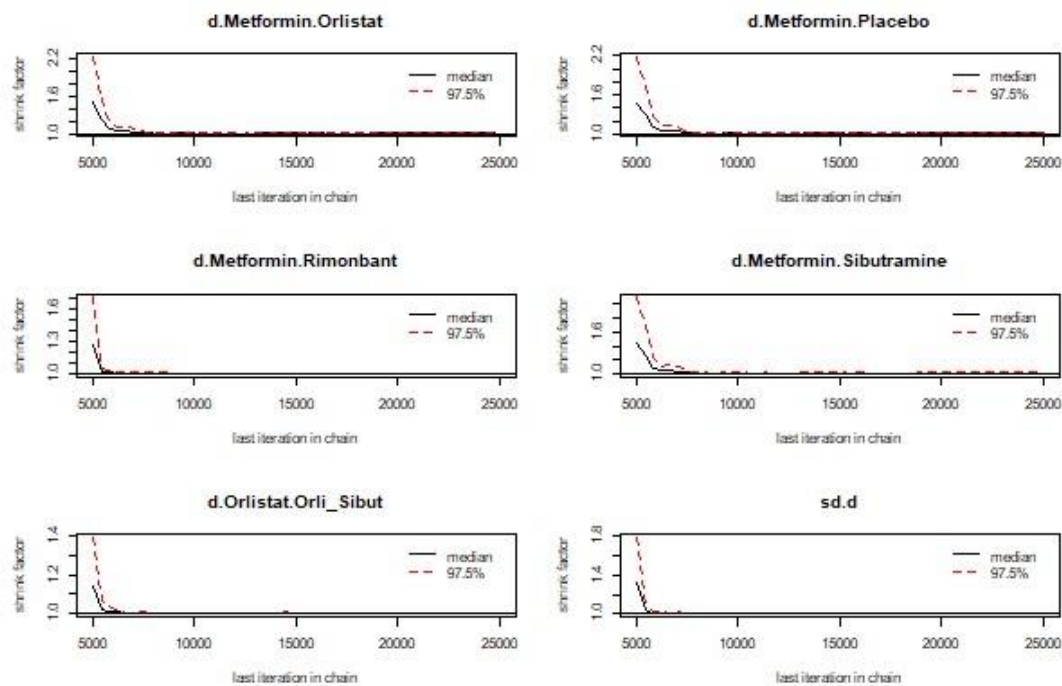 d.Metformin.Orlistat
shrink factor
1.0 1.6 2.2
median
97.5%
5000 10000 15000 20000 25000
last iteration in chain
d.Metformin.Placebo
shrink factor
1.0 1.6 2.2
median
97.5%
5000 10000 15000 20000 25000
last iteration in chain
d.Metformin.Rimonbant
shrink factor
1.0 1.3 1.6
median
97.5%
5000 10000 15000 20000 25000
last iteration in chain
d.Metformin.Sibutramine
shrink factor
1.0 1.6
median
97.5%
5000 10000 15000 20000 25000
last iteration in chain
d.Orlistat.Orli_Sibut
shrink factor
1.0 1.2 1.4
median
97.5%
5000 10000 15000 20000 25000
last iteration in chain
sd.d
shrink factor
1.0 1.4 1.8
median
97.5%
5000 10000 15000 20000 25000
last iteration in chain